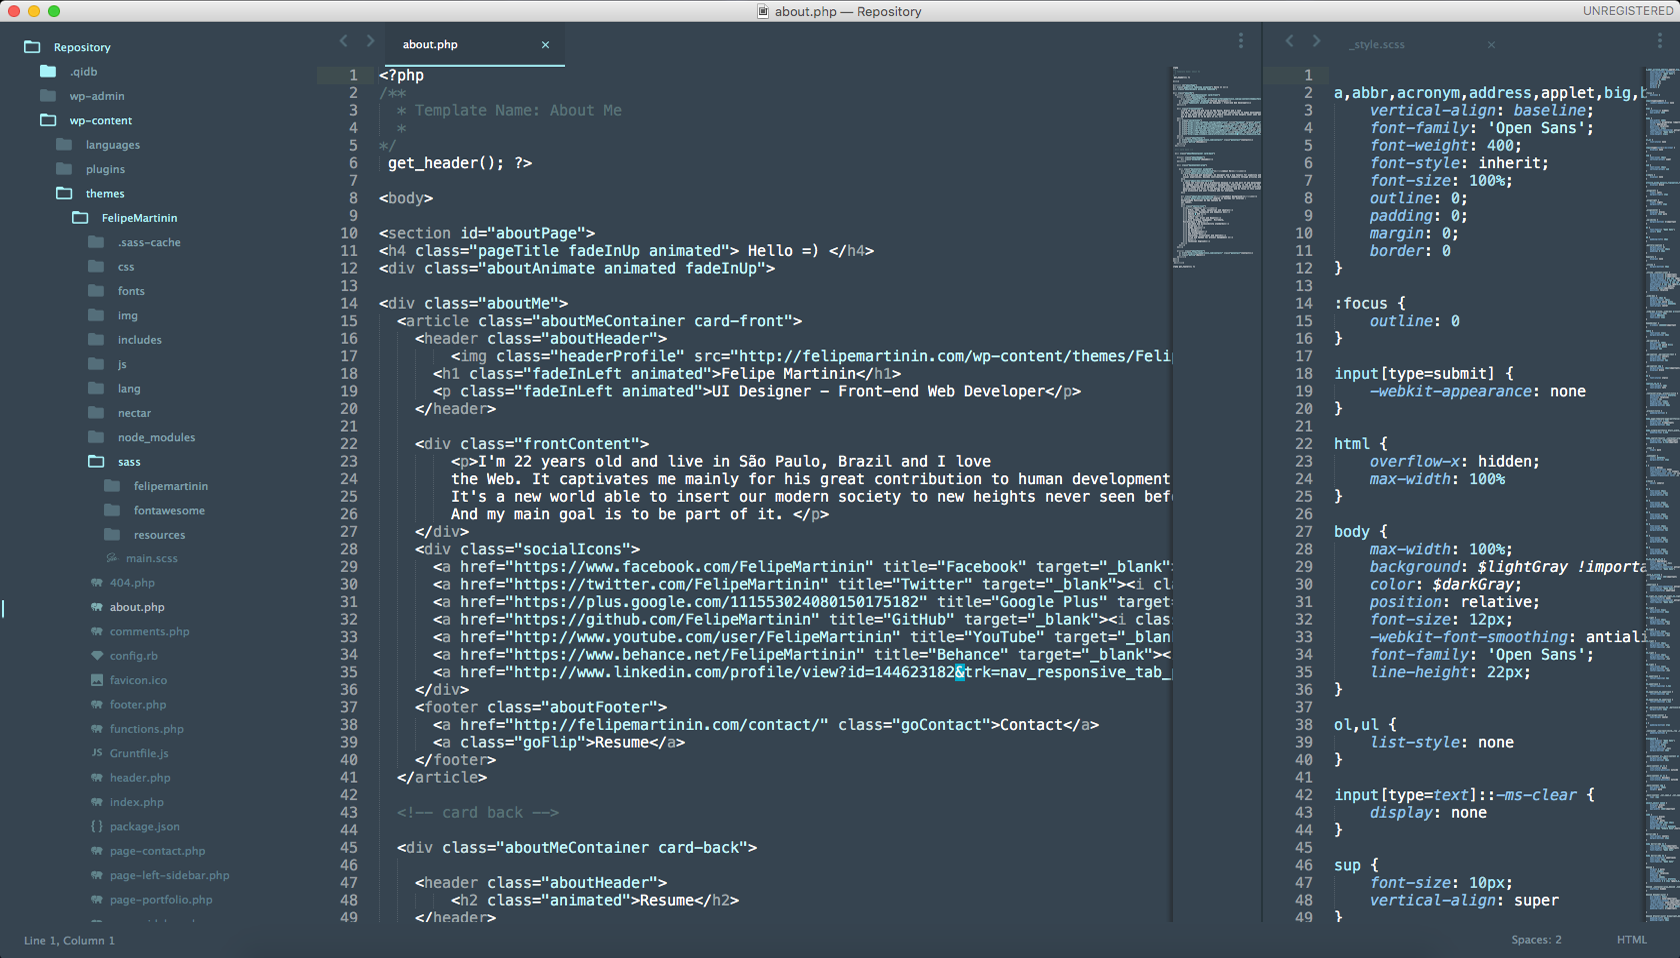 about.php — Repository
UNREGISTERED
Repository
.qidb
wp-admin
wp-content
languages
plugins
themes
FelipeMartinin
.sass-cache
css
fonts
img
includes
js
lang
nectar
node_modules
sass
felipemartinin
fontawesome
resources
main.scss
404.php
about.php
comments.php
config.rb
favicon.ico
footer.php
functions.php
JS Gruntfile.js
header.php
index.php
{} package.json
page-contact.php
page-left-sidebar.php
page-portfolio.php
about.php ×
1 <?php
2 /**
3   * Template Name: About Me
4   *
5 */
6  get_header(); ?>
7
8 <body>
9
10 <section id="aboutPage">
11 <h4 class="pageTitle fadeInUp animated"> Hello =) </h4>
12 <div class="aboutAnimate animated fadeInUp">
13
14 <div class="aboutMe">
15   <article class="aboutMeContainer card-front">
16     <header class="aboutHeader">
17         <img class="headerProfile" src="http://felipemartinin.com/wp-content/themes/Feli
18       <h1 class="fadeInLeft animated">Felipe Martinin</h1>
19       <p class="fadeInLeft animated">UI Designer - Front-end Web Developer</p>
20     </header>
21
22     <div class="frontContent">
23         <p>I'm 22 years old and live in São Paulo, Brazil and I love
24         the Web. It captivates me mainly for his great contribution to human development
25         It's a new world able to insert our modern society to new heights never seen bef
26         And my main goal is to be part of it. </p>
27     </div>
28     <div class="socialIcons">
29       <a href="https://www.facebook.com/FelipeMartinin" title="Facebook" target="_blank">
30       <a href="https://twitter.com/FelipeMartinin" title="Twitter" target="_blank"><i cla
31       <a href="https://plus.google.com/111553024080150175182" title="Google Plus" target=
32       <a href="https://github.com/FelipeMartinin" title="GitHub" target="_blank"><i class
33       <a href="http://www.youtube.com/user/FelipeMartinin" title="YouTube" target="_blank
34       <a href="https://www.behance.net/FelipeMartinin" title="Behance" target="_blank"><
35       <a href="http://www.linkedin.com/profile/view?id=144623182&trk=nav_responsive_tab_
36     </div>
37     <footer class="aboutFooter">
38       <a href="http://felipemartinin.com/contact/" class="goContact">Contact</a>
39       <a class="goFlip">Resume</a>
40     </footer>
41   </article>
42
43   <!-- card back -->
44
45   <div class="aboutMeContainer card-back">
46
47     <header class="aboutHeader">
48         <h2 class="animated">Resume</h2>
49     </header>
_style.scss ×
1
2 a,abbr,acronym,address,applet,big,b
3     vertical-align: baseline;
4     font-family: 'Open Sans';
5     font-weight: 400;
6     font-style: inherit;
7     font-size: 100%;
8     outline: 0;
9     padding: 0;
10     margin: 0;
11     border: 0
12 }
13
14 :focus {
15     outline: 0
16 }
17
18 input[type=submit] {
19     -webkit-appearance: none
20 }
21
22 html {
23     overflow-x: hidden;
24     max-width: 100%
25 }
26
27 body {
28     max-width: 100%;
29     background: $lightGray !importa
30     color: $darkGray;
31     position: relative;
32     font-size: 12px;
33     -webkit-font-smoothing: antiali
34     font-family: 'Open Sans';
35     line-height: 22px;
36 }
37
38 ol,ul {
39     list-style: none
40 }
41
42 input[type=text]::-ms-clear {
43     display: none
44 }
45
46 sup {
47     font-size: 10px;
48     vertical-align: super
49 }
Line 1, Column 1
Spaces: 2
HTML